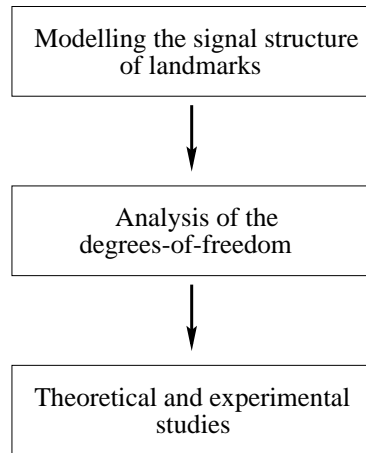 Modelling the signal structure
of landmarks
Analysis of the
degrees-of-freedom
Theoretical and experimental
studies